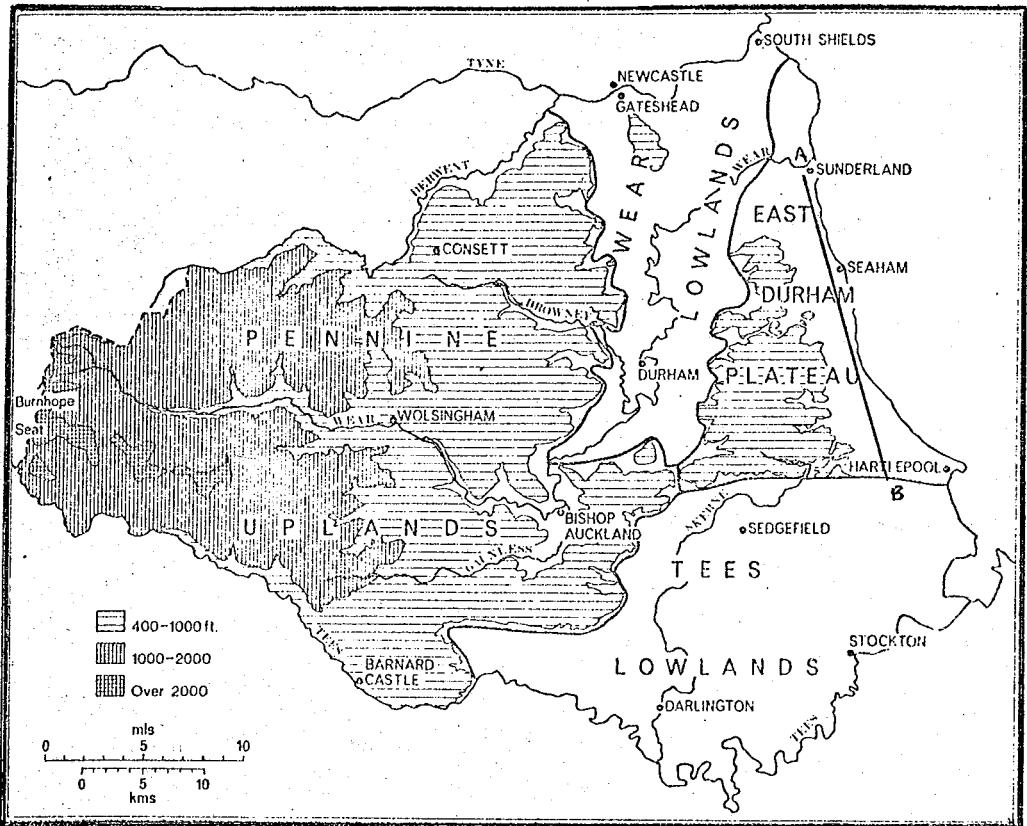 SOUTH SHIELDS
TYNE
NEWCASTLE
GATESHEAD
WEAR LOWLANDS
WEAR
A
SUNDERLAND
DERWENT
EAST
CONSETT
SEAHAM
DURHAM
BROWNEY
PENNINE
DURHAM
PLATEAU
Burnhope
Seat
WEAR
WOLSINGHAM
HARTLEPOOL
B
UPLANDS
BISHOP
AUCKLAND
SKERNE
SEDGEFIELD
GAUNLESS
TEES
400-1000 ft.
1000-2000
Over 2000
TEES
STOCKTON
BARNARD
CASTLE
LOWLANDS
DARLINGTON
TEES
mls
0 5 10
0 5 10
kms